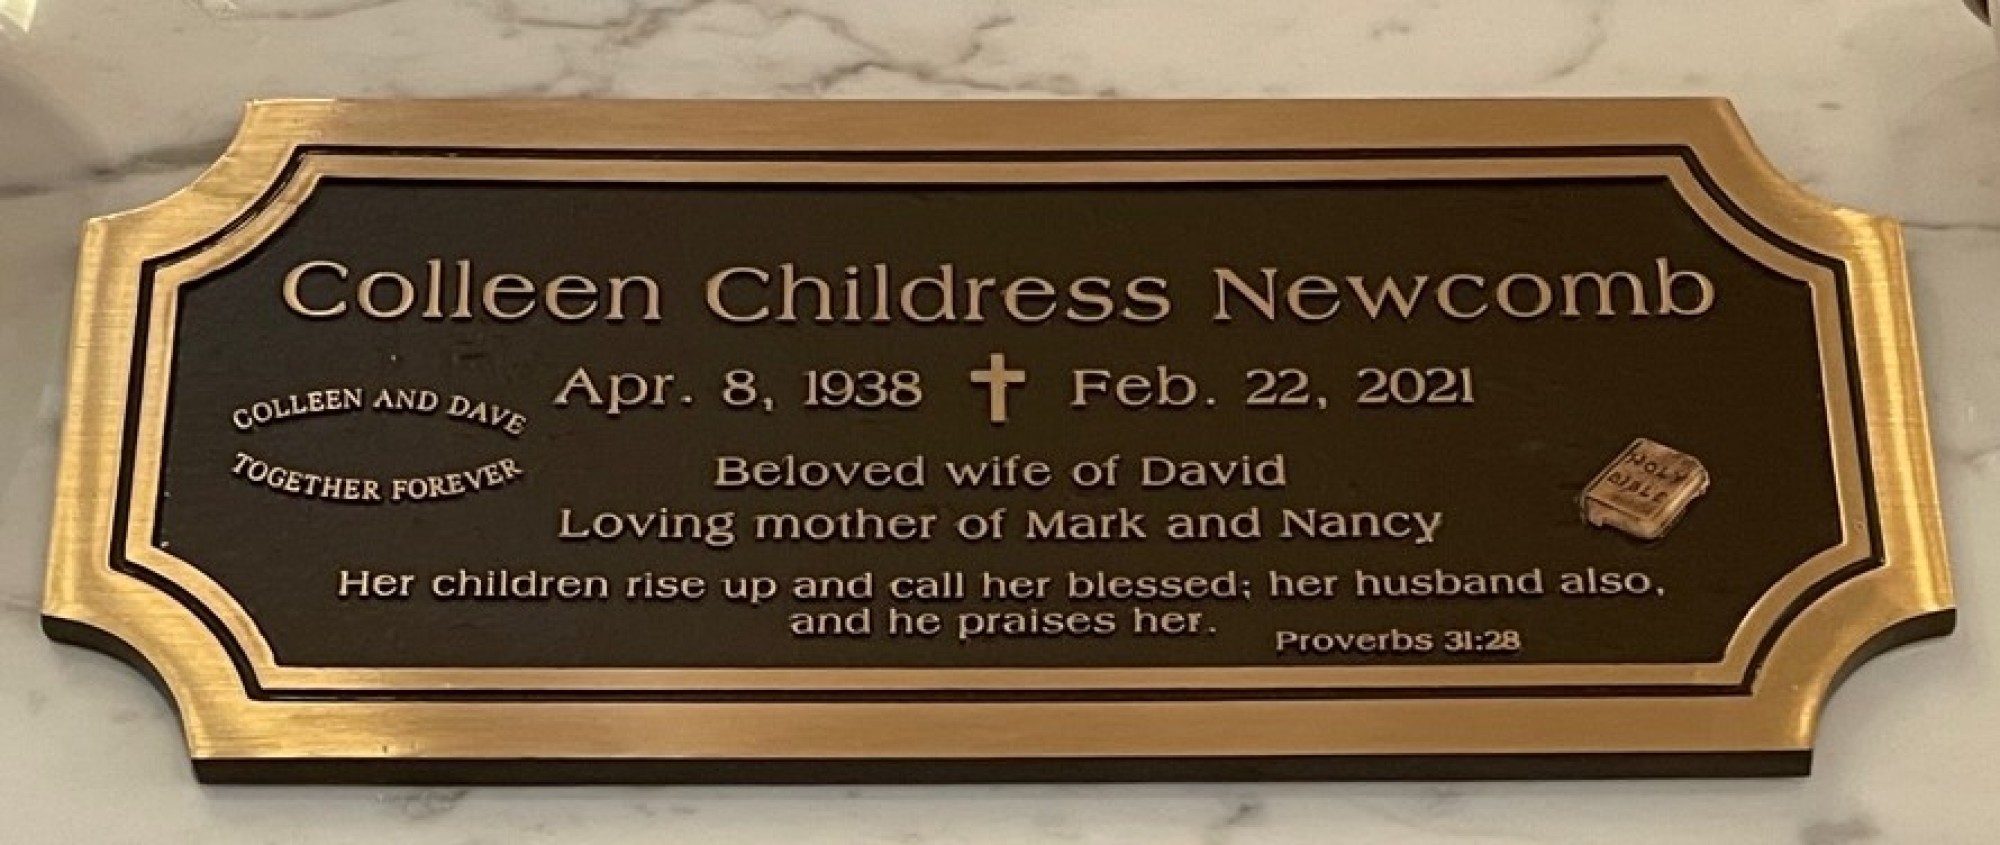 Colleen Childress Newcomb
Apr. 8, 1938 Feb. 22, 2021
COLLEEN AND DAVE
TOGETHER FOREVER
Beloved wife of David
Loving mother of Mark and Nancy
HOLY
BIBLE
Her children rise up and call her blessed; her husband also,
and he praises her.
Proverbs 31:28